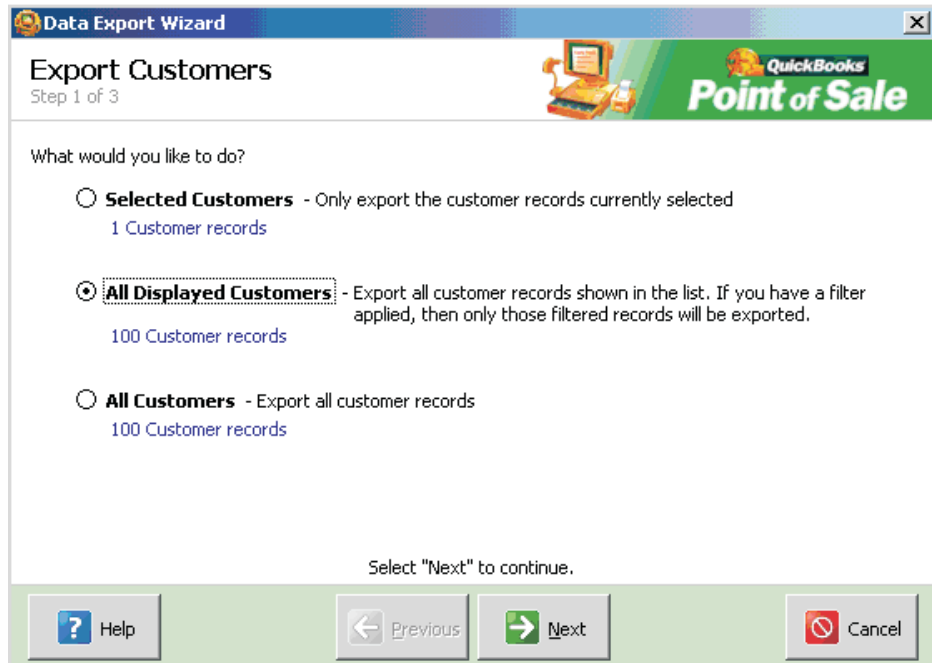 Data Export Wizard
Export Customers
Step 1 of 3
QuickBooks
Point of Sale
What would you like to do?
Selected Customers - Only export the customer records currently selected
1 Customer records
All Displayed Customers - Export all customer records shown in the list. If you have a filter
applied, then only those filtered records will be exported.
100 Customer records
All Customers - Export all customer records
100 Customer records
Select "Next" to continue.
Help
Previous
Next
Cancel